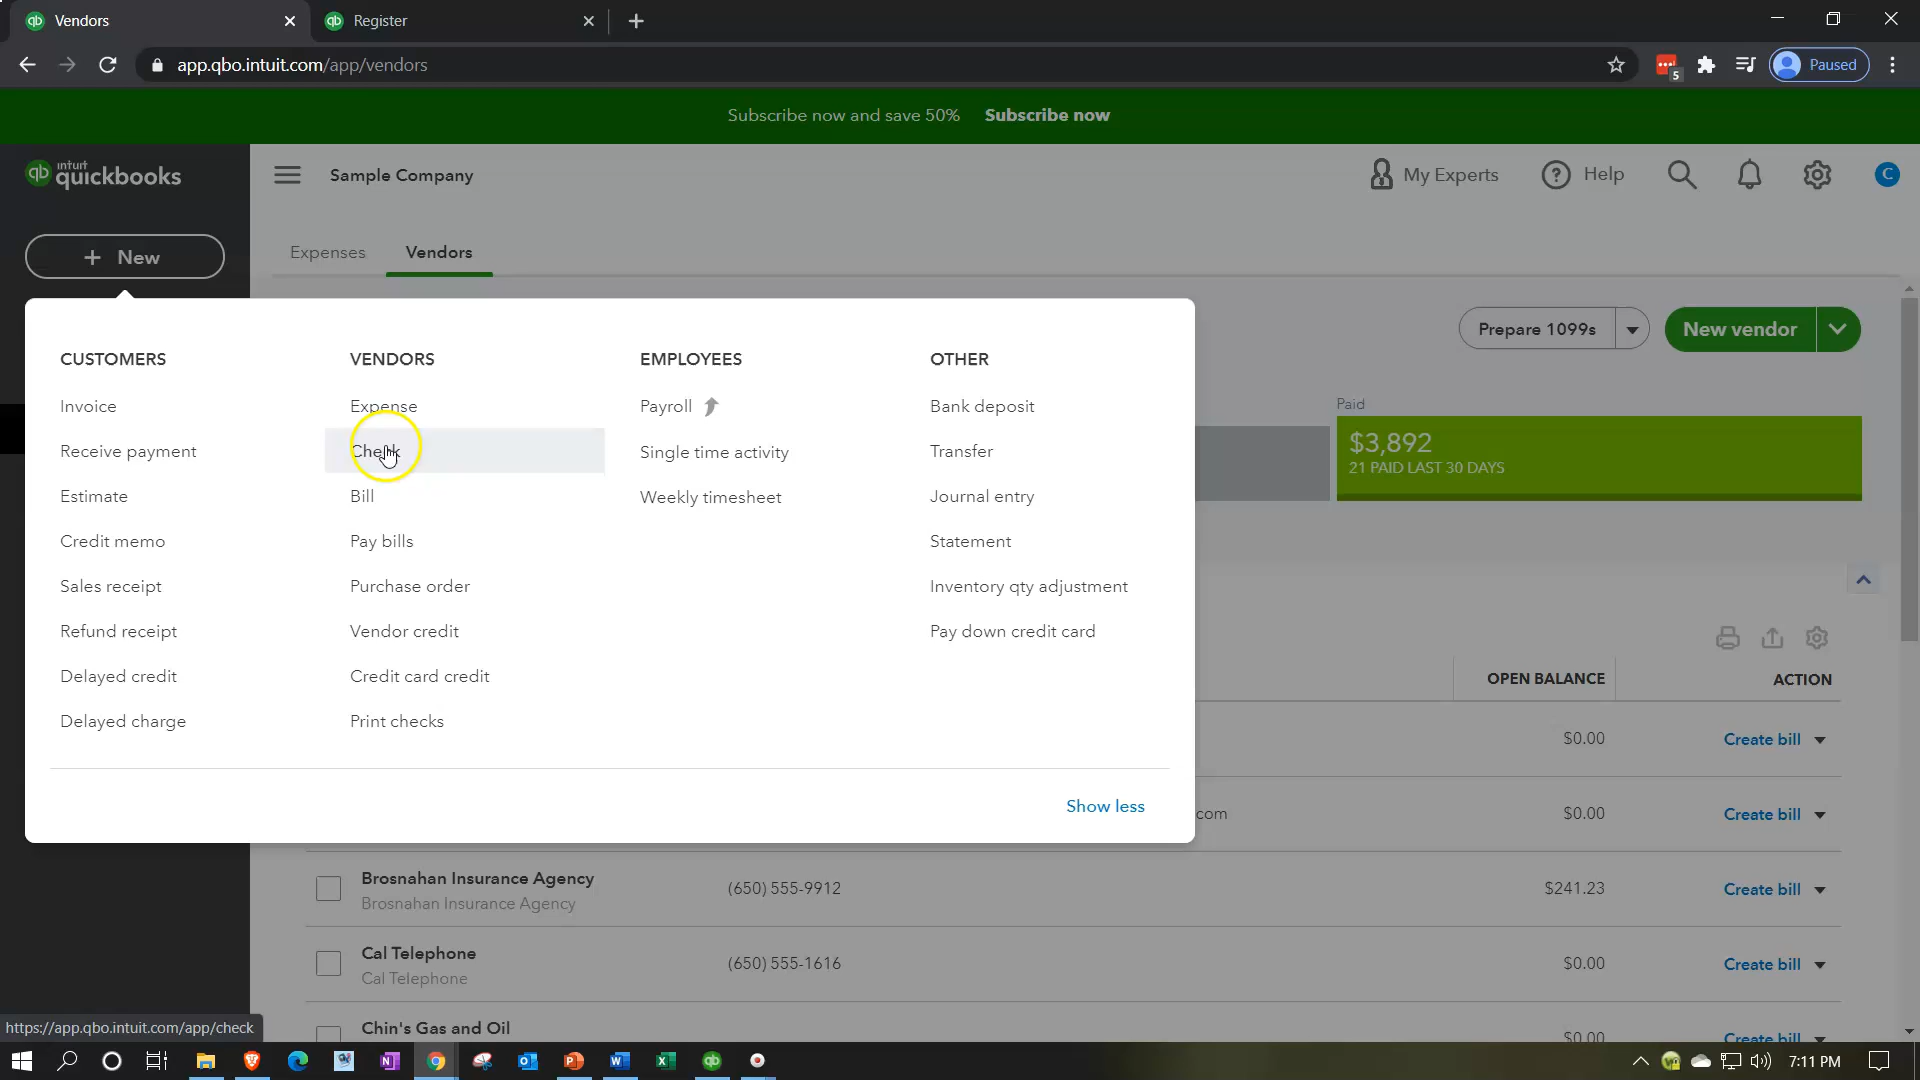 Vendors
Register
app.qbo.intuit.com/app/vendors
5
Paused
Subscribe now and save 50% Subscribe now
qb intuit quickbooks
Sample Company
My Experts
Help
C
+ New
Expenses
Vendors
Prepare 1099s
New vendor
CUSTOMERS
Invoice
Receive payment
Estimate
Credit memo
Sales receipt
Refund receipt
Delayed credit
Delayed charge
VENDORS
Expense
Check
Bill
Pay bills
Purchase order
Vendor credit
Credit card credit
Print checks
EMPLOYEES
Payroll
Single time activity
Weekly timesheet
OTHER
Bank deposit
Transfer
Journal entry
Statement
Inventory qty adjustment
Pay down credit card
Show less
Paid
$3,892
21 PAID LAST 30 DAYS
OPEN BALANCE
ACTION
$0.00 Create bill
com $0.00 Create bill
Brosnahan Insurance Agency (650) 555-9912 $241.23 Create bill
Brosnahan Insurance Agency
Cal Telephone (650) 555-1616 $0.00 Create bill
Cal Telephone
Chin's Gas and Oil $0.00 Create bill
https://app.qbo.intuit.com/app/check
7:11 PM